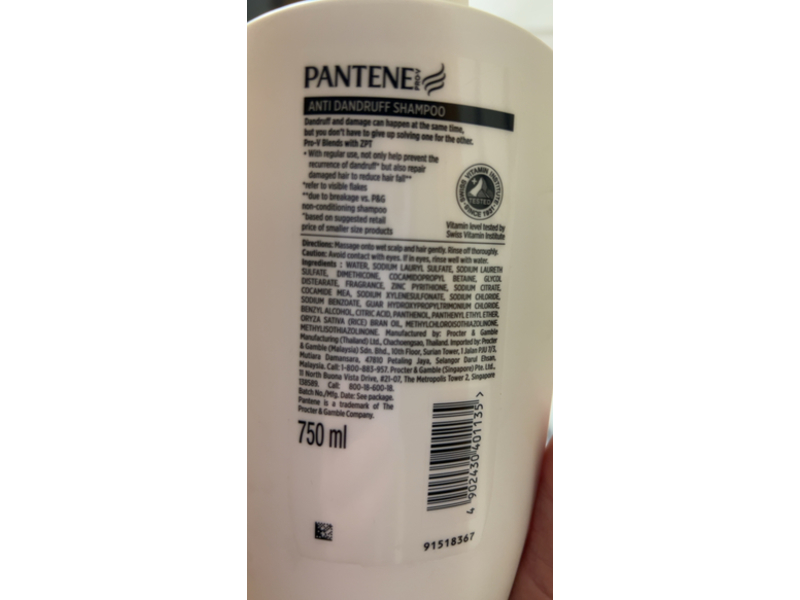 PANTENE
PRO-V
ANTI DANDRUFF SHAMPOO
Dandruff and damage can happen at the same time,
but you don't have to give up solving one for the other.
Pro-V Blends with ZPT
• With regular use, not only help prevent the
recurrence of dandruff* but also repair
damaged hair to reduce hair fall**
*refer to visible flakes
**due to breakage vs. P&G
non-conditioning shampoo
^based on suggested retail
price of smaller size products
SWISS VITAMIN INSTITUTE
TESTED
SINCE 1931
Vitamin level tested by
Swiss Vitamin Institute
Directions: Massage onto wet scalp and hair gently. Rinse off thoroughly.
Caution: Avoid contact with eyes. If in eyes, rinse well with water.
Ingredients : WATER, SODIUM LAURYL SULFATE, SODIUM LAURETH
SULFATE, DIMETHICONE, COCAMIDOPROPYL BETAINE, GLYCOL
DISTEARATE, FRAGRANCE, ZINC PYRITHIONE, SODIUM CITRATE,
COCAMIDE MEA, SODIUM XYLENESULFONATE, SODIUM CHLORIDE,
SODIUM BENZOATE, GUAR HYDROXYPROPYLTRIMONIUM CHLORIDE,
BENZYL ALCOHOL, CITRIC ACID, PANTHENOL, PANTHENYL ETHYL ETHER,
ORYZA SATIVA (RICE) BRAN OIL, METHYLCHLOROISOTHIAZOLINONE,
METHYLISOTHIAZOLINONE. Manufactured by: Procter & Gamble
Manufacturing (Thailand) Ltd., Chachoengsao, Thailand. Imported by: Procter
& Gamble (Malaysia) Sdn. Bhd., 10th Floor, Surian Tower, 1 Jalan PJU 7/3,
Mutiara Damansara, 47810 Petaling Jaya, Selangor Darul Ehsan,
Malaysia. Call: 1-800-883-957. Procter & Gamble (Singapore) Pte. Ltd.,
11 North Buona Vista Drive, #21-07, The Metropolis Tower 2, Singapore
138589. Call: 800-18-600-18.
Batch No./Mfg. Date: See package.
Pantene is a trademark of The
Procter & Gamble Company.
750 ml
4 902430 401135 >
91518367